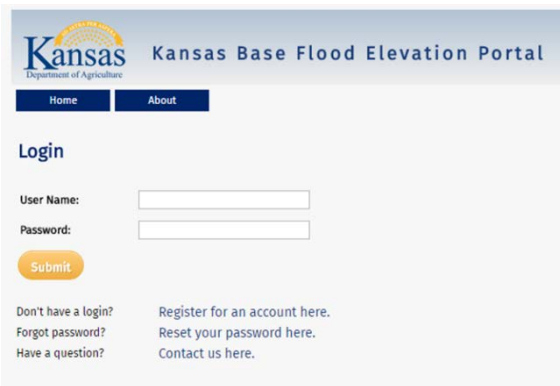 Kansas
Department of Agriculture
Kansas Base Flood Elevation Portal
Home About
Login
User Name:
Password:
Submit
Don't have a login? Register for an account here.
Forgot password? Reset your password here.
Have a question? Contact us here.